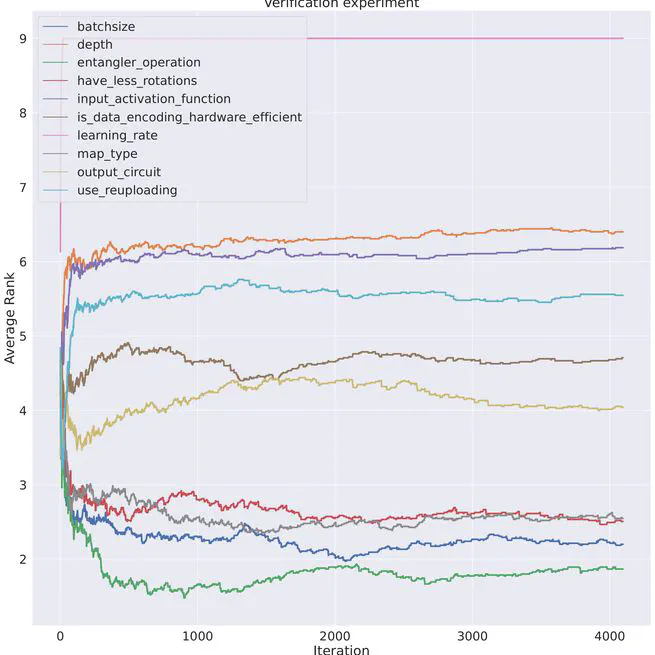 Verification experiment
9
8
7
6
5
4
3
2
Average Rank
batchsize
depth
entangler_operation
have_less_rotations
input_activation_function
is_data_encoding_hardware_efficient
learning_rate
map_type
output_circuit
use_reuploading
0 1000 2000 3000 4000
Iteration